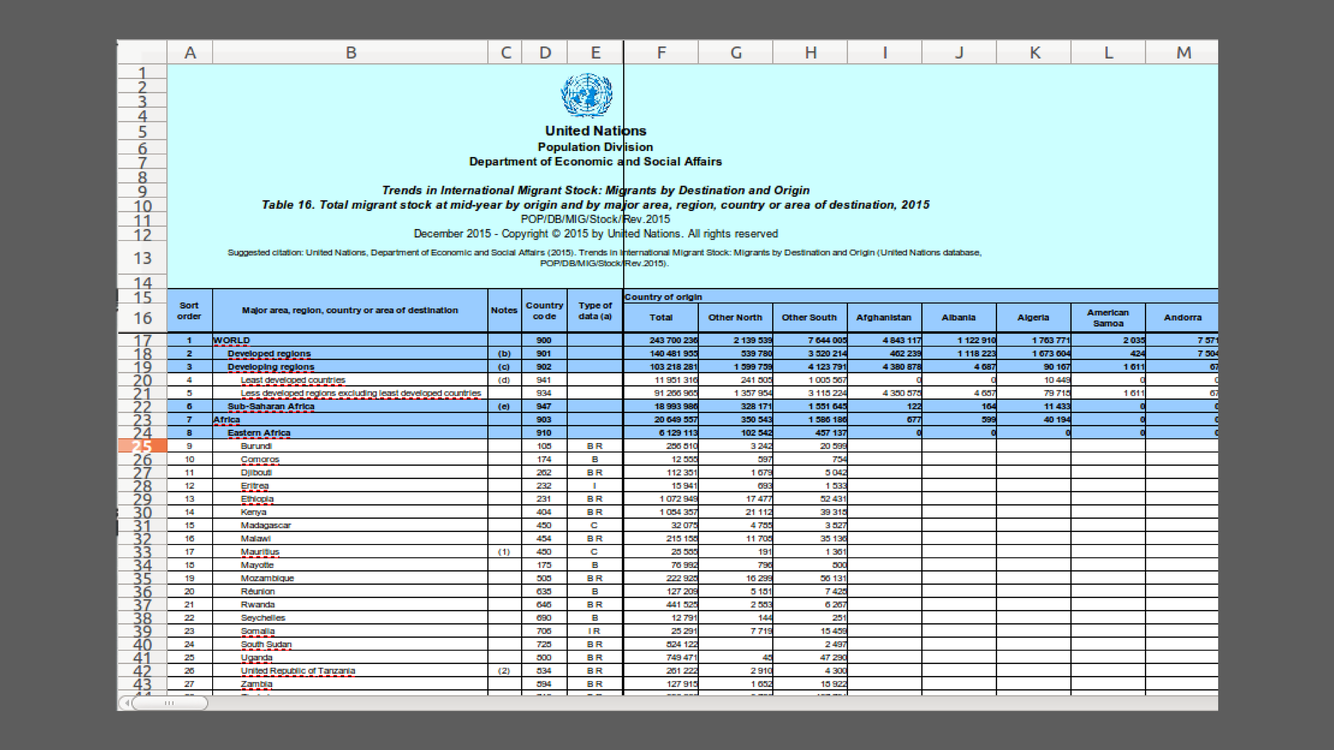 A B C D E F G H I J K L M
1
2
3
4
5 United Nations
6 Population Division
7 Department of Economic and Social Affairs
8
9 Trends in International Migrant Stock: Migrants by Destination and Origin
10 Table 16. Total migrant stock at mid-year by origin and by major area, region, country or area of destination, 2015
11 POP/DB/MIG/Stock/Rev.2015
12 December 2015 - Copyright © 2015 by United Nations. All rights reserved
13 Suggested citation: United Nations, Department of Economic and Social Affairs (2015). Trends in International Migrant Stock: Migrants by Destination and Origin (United Nations database,
POP/DB/MIG/Stock/Rev.2015).
14
15 Country of origin
16 Sort order Major area, region, country or area of destination Notes Country code Type of data (a) Total Other North Other South Afghanistan Albania Algeria American Samoa Andorra
17 1 WORLD 900 243 700 236 2 139 539 7 644 005 4 843 117 1 122 910 1 763 771 2 035 7 571
18 2 Developed regions (b) 901 140 481 955 539 780 3 520 214 462 239 1 118 223 1 673 604 424 7 504
19 3 Developing regions (c) 902 103 218 281 1 599 759 4 123 791 4 380 878 4 687 90 167 1 611 67
20 4 Least developed countries (d) 941 11 951 316 241 805 1 005 567 0 0 10 449 0 0
21 5 Less developed regions excluding least developed countries 934 91 266 965 1 357 954 3 118 224 4 380 878 4 687 79 718 1 611 67
22 6 Sub-Saharan Africa (e) 947 18 993 986 328 171 1 551 645 122 164 11 433 0 0
23 7 Africa 903 20 649 557 350 543 1 586 186 677 599 40 194 0 0
24 8 Eastern Africa 910 6 129 113 102 542 457 137 0 0 0 0 0
25 9 Burundi 108 B R 286 810 3 242 20 599
26 10 Comoros 174 B 12 555 597 754
27 11 Djibouti 262 B R 112 351 1 679 5 042
28 12 Eritrea 232 I 15 941 693 1 533
29 13 Ethiopia 231 B R 1 072 949 17 477 52 431
30 14 Kenya 404 B R 1 084 357 21 112 39 315
31 15 Madagascar 450 C 32 075 4 785 3 827
32 16 Malawi 454 B R 215 158 11 708 35 136
33 17 Mauritius (1) 480 C 28 585 191 1 361
34 18 Mayotte 175 B 76 992 796 800
35 19 Mozambique 508 B R 222 928 16 299 56 131
36 20 Réunion 638 B 127 209 5 181 7 428
37 21 Rwanda 646 B R 441 525 2 583 6 267
38 22 Seychelles 690 B 12 791 144 251
39 23 Somalia 706 I R 25 291 7 719 15 459
40 24 South Sudan 728 B R 824 122 2 497
41 25 Uganda 800 B R 749 471 48 47 290
42 26 United Republic of Tanzania (2) 834 B R 261 222 2 910 4 300
43 27 Zambia 894 B R 127 915 1 652 18 922